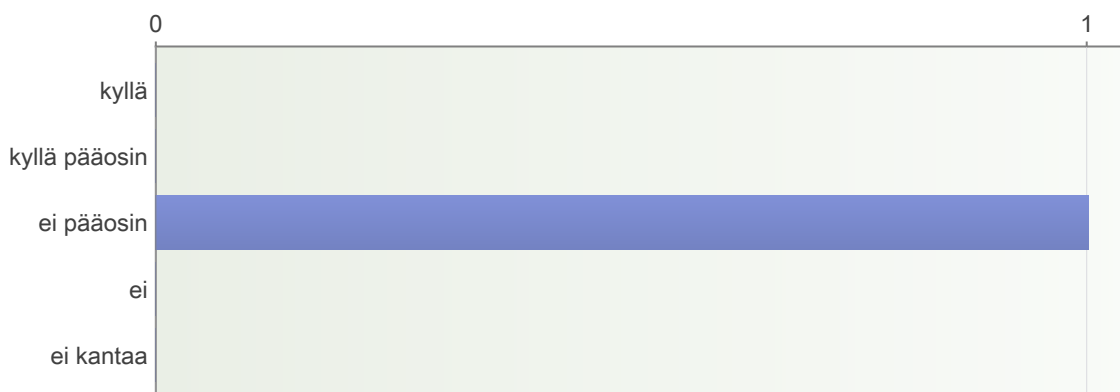 0 1
kyllä
kyllä pääosin
ei pääosin
ei
ei kantaa